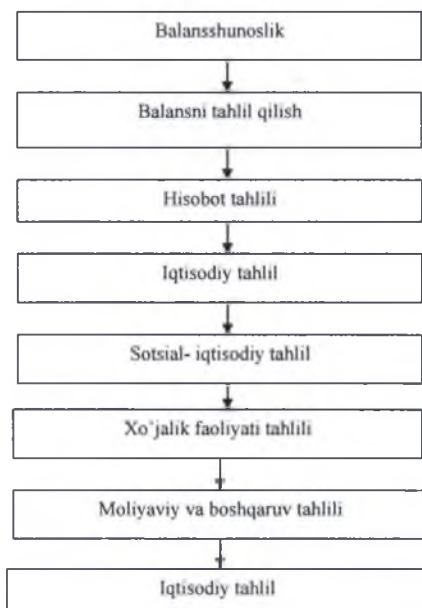 Balansshunoslik
Balansni tahlil qilish
Hisobot tahlili
Iqtisodiy tahlil
Sotsial- iqtisodiy tahlil
Xo`jalik faoliyati tahlili
Moliyaviy va boshqaruv tahlili
Iqtisodiy tahlil